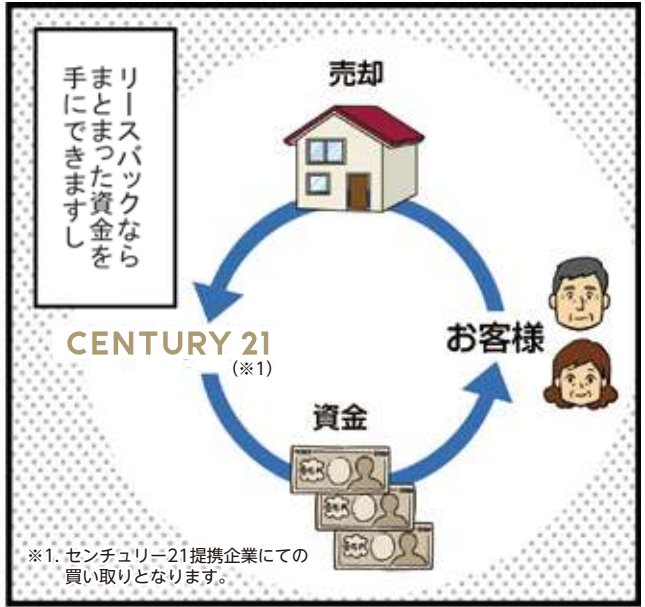 リースバックなら
まとまった資金を
手にできますし
売却
CENTURY 21
(※1)
お客様
資金
※1. センチュリー21提携企業にての
買い取りとなります。